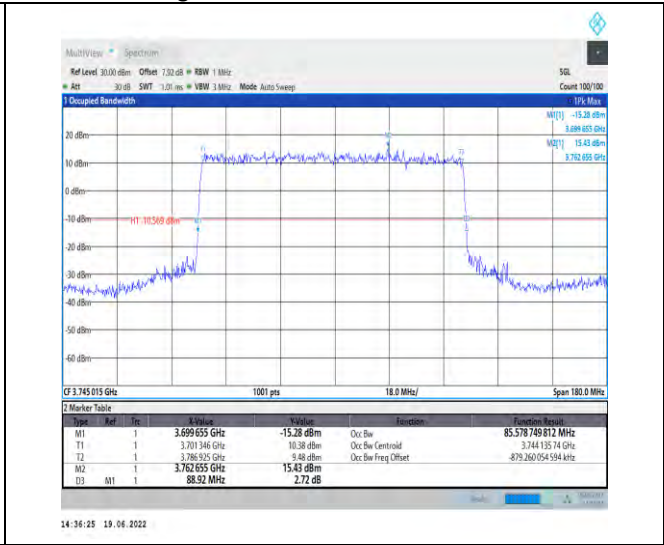 MultiView Spectrum
Ref Level 30.00 dBm Offset 7.92 dB RBW 1 MHz SGL
Att 30 dB SWT 1.01 ms VBW 3 MHz Mode Auto Sweep Count 100/100
1 Occupied Bandwidth 1Pk Max
M1[1] -15.28 dBm
3.699 655 GHz
M2[1] 15.43 dBm
3.762 655 GHz
20 dBm
10 dBm
0 dBm
-10 dBm H1 -10.569 dBm
-20 dBm
-30 dBm
-40 dBm
-50 dBm
-60 dBm
CF 3.745 015 GHz 1001 pts 18.0 MHz/ Span 180.0 MHz
2 Marker Table
Type Ref Trc X-Value Y-Value Function Function Result
M1 1 3.699 655 GHz -15.28 dBm Occ Bw 85.578 749 812 MHz
T1 1 3.701 346 GHz 10.38 dBm Occ Bw Centroid 3.744 135 74 GHz
T2 1 3.786 925 GHz 9.48 dBm Occ Bw Freq Offset -879.260 054 594 kHz
M2 1 3.762 655 GHz 15.43 dBm
D3 M1 1 88.92 MHz 2.72 dB
14:36:25 19.06.2022